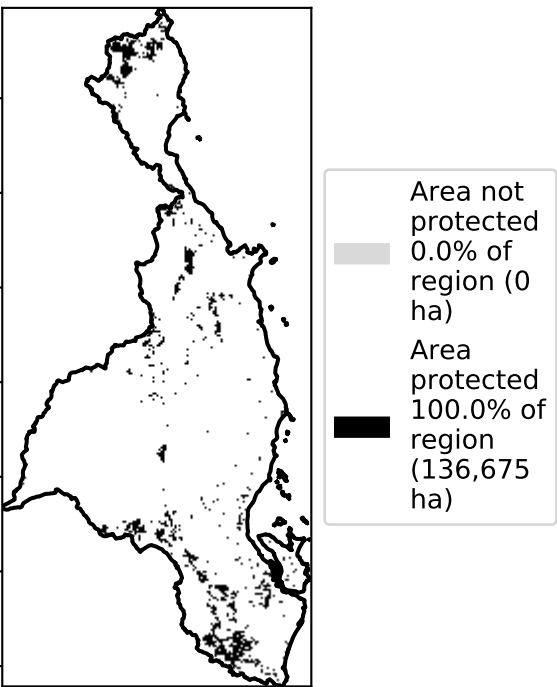 Area not
protected
0.0% of
region (0
ha)
Area
protected
100.0% of
region
(136,675
ha)